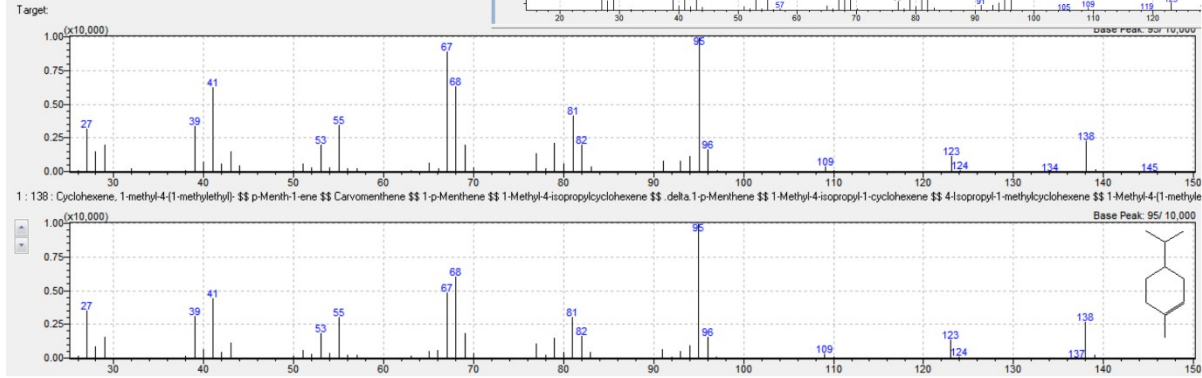 57 91 105 109 119
20 30 40 50 60 70 80 90 100 110 120
Target:
(x10,000) Base Peak: 95/ 10,000
1.00
0.75
0.50
0.25
0.00
27 39 41 53 55 67 68 81 82 95 96 109 123 124 134 138 145
30 40 50 60 70 80 90 100 110 120 130 140 150
1 : 138 : Cyclohexene, 1-methyl-4-(1-methylethyl)- $$ p-Menth-1-ene $$ Carvomenthene $$ 1-p-Menthene $$ 1-Methyl-4-isopropylcyclohexene $$ .delta.1-p-Menthene $$ 1-Methyl-4-isopropyl-1-cyclohexene $$ 4-Isopropyl-1-methylcyclohexene $$ 1-Methyl-4-(1-methyle
(x10,000) Base Peak: 95/ 10,000
1.00
0.75
0.50
0.25
0.00
27 39 41 53 55 67 68 81 82 95 96 109 123 124 137 138
30 40 50 60 70 80 90 100 110 120 130 140 150